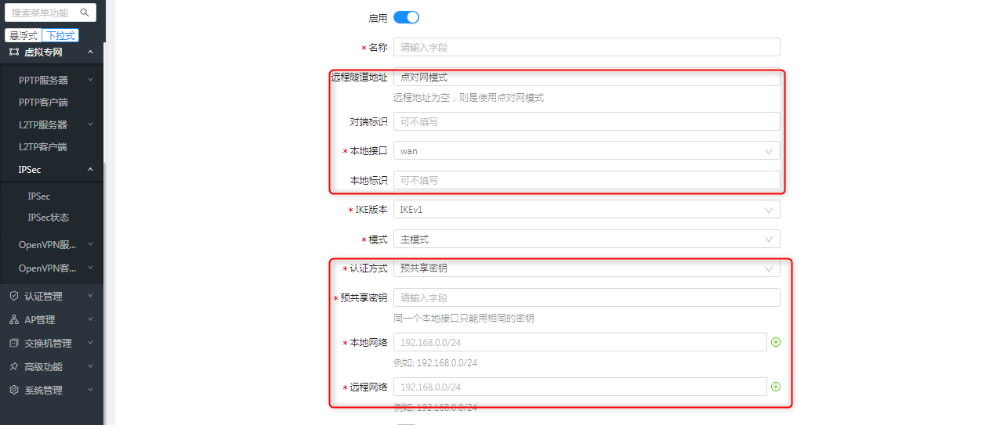 搜索菜单功能
悬浮式 下拉式
虚拟专网
PPTP服务器
PPTP客户端
L2TP服务器
L2TP客户端
IPSec
IPSec
IPSec状态
OpenVPN服...
OpenVPN客...
认证管理
AP管理
交换机管理
高级功能
系统管理
启用
* 名称 请输入字段
远程隧道地址 点对网模式
远程地址为空，则是使用点对网模式
对端标识 可不填写
* 本地接口 wan
本地标识 可不填写
* IKE版本 IKEv1
* 模式 主模式
* 认证方式 预共享密钥
* 预共享密钥 请输入字段
同一个本地接口只能用相同的密钥
* 本地网络 192.168.0.0/24
例如: 192.168.0.0/24
* 远程网络 192.168.0.0/24
例如: 192.168.0.0/24